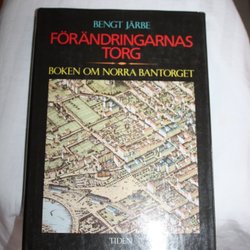 BENGT JÄRBE
FÖRÄNDRINGARNAS
TORG
BOKEN OM NORRA BANTORGET
TIDEN